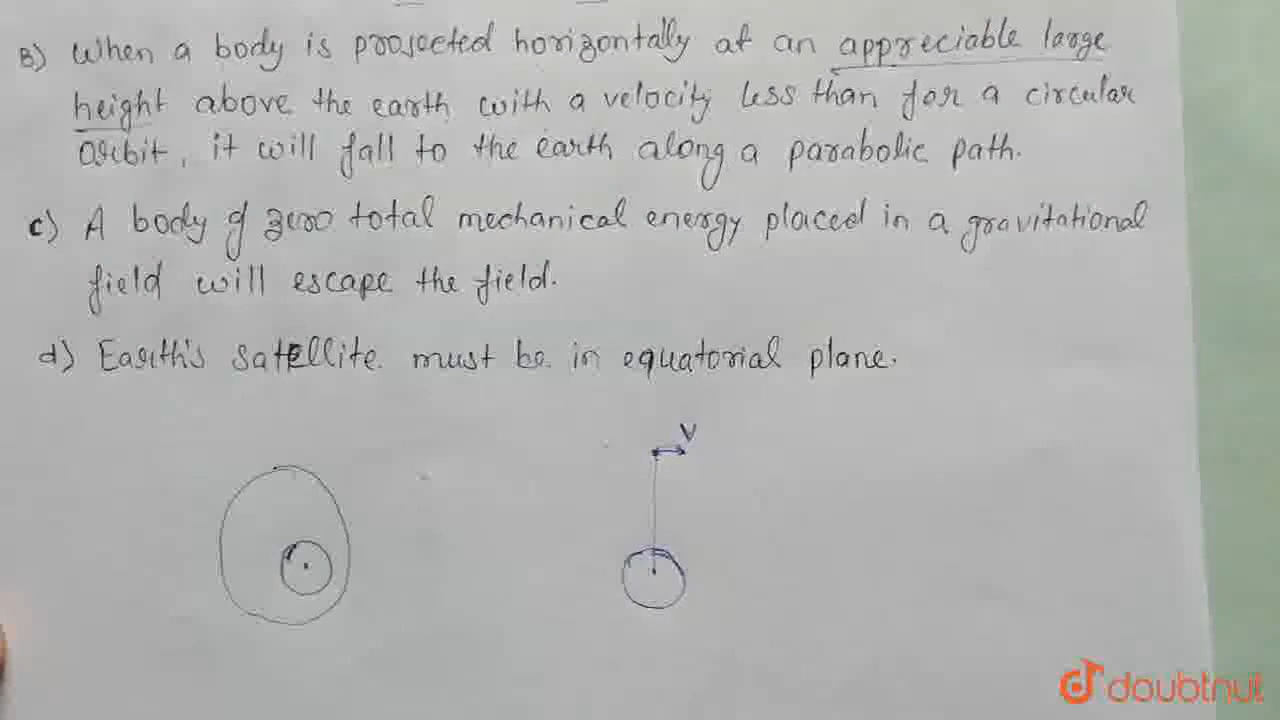 B) When a body is projected horizontally at an appreciable large
height above the earth with a velocity less than for a circular
orbit, it will fall to the earth along a parabolic path.
c) A body of zero total mechanical energy placed in a gravitational
field will escape the field.
d) Earth's satellite must be in equatorial plane.
V
doubtnut